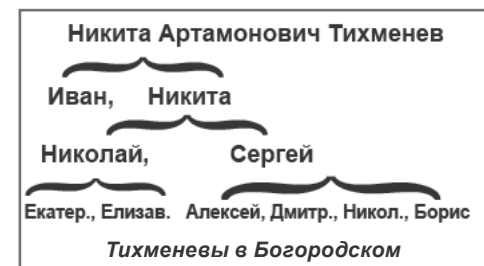 Никита Артамонович Тихменев
Иван, Никита
Николай, Сергей
Екатер., Елизав. Алексей, Дмитр., Никол., Борис
Тихменевы в Богородском